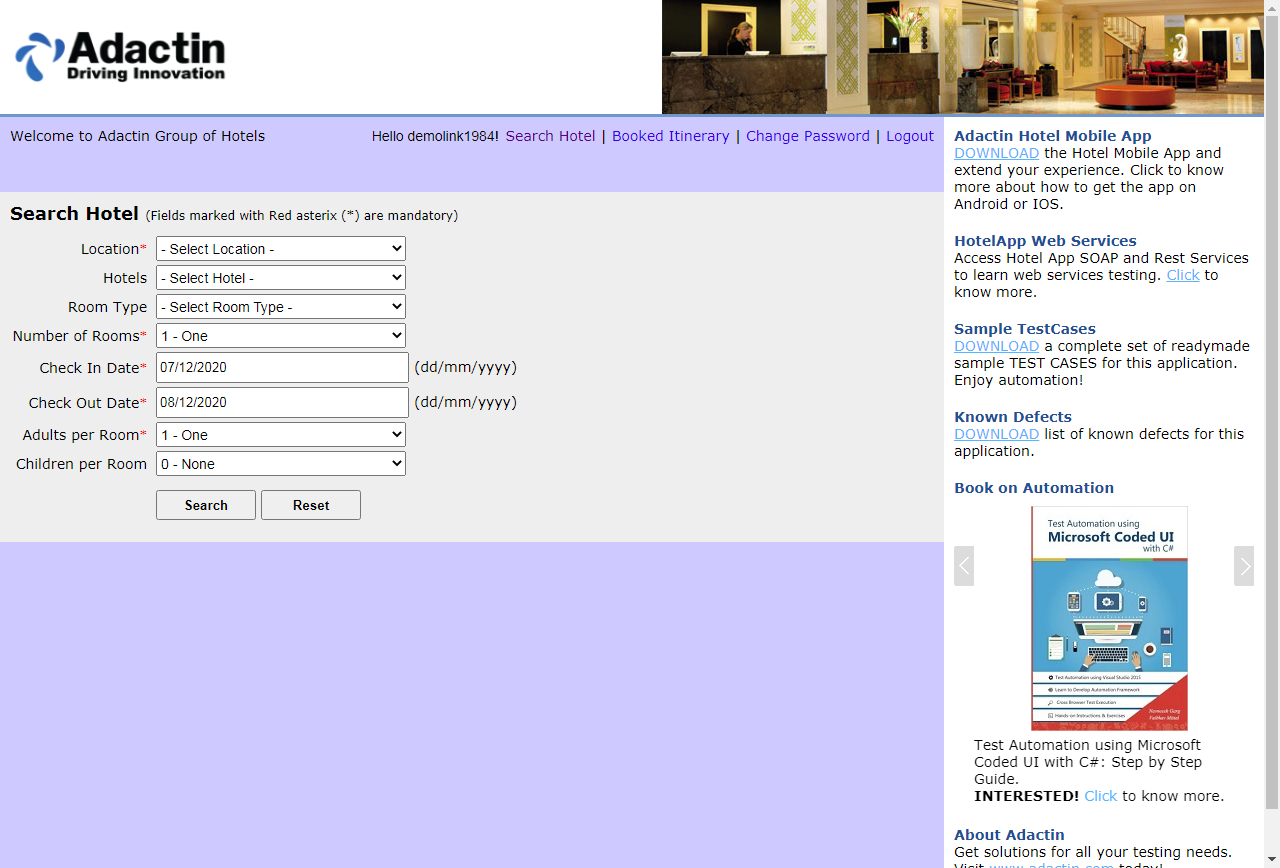 Adactin
Driving Innovation
Welcome to Adactin Group of Hotels
Hello demolink1984! Search Hotel | Booked Itinerary | Change Password | Logout
Search Hotel (Fields marked with Red asterix (*) are mandatory)
Location* - Select Location -
Hotels - Select Hotel -
Room Type - Select Room Type -
Number of Rooms* 1 - One
Check In Date* 07/12/2020 (dd/mm/yyyy)
Check Out Date* 08/12/2020 (dd/mm/yyyy)
Adults per Room* 1 - One
Children per Room 0 - None
Search Reset
Adactin Hotel Mobile App
DOWNLOAD the Hotel Mobile App and
extend your experience. Click to know
more about how to get the app on
Android or IOS.
HotelApp Web Services
Access Hotel App SOAP and Rest Services
to learn web services testing. Click to
know more.
Sample TestCases
DOWNLOAD a complete set of readymade
sample TEST CASES for this application.
Enjoy automation!
Known Defects
DOWNLOAD list of known defects for this
application.
Book on Automation
Test Automation using
Microsoft Coded UI
with C#
Test Automation using Visual Studio 2015
Learn to Develop Automation Framework
Cross Browser Test Execution
Hands on Instructions & Exercises
Navneesh Garg
Vaibhav Mittal
Test Automation using Microsoft
Coded UI with C#: Step by Step
Guide.
INTERESTED! Click to know more.
About Adactin
Get solutions for all your testing needs.
Visit www.adactin.com today!